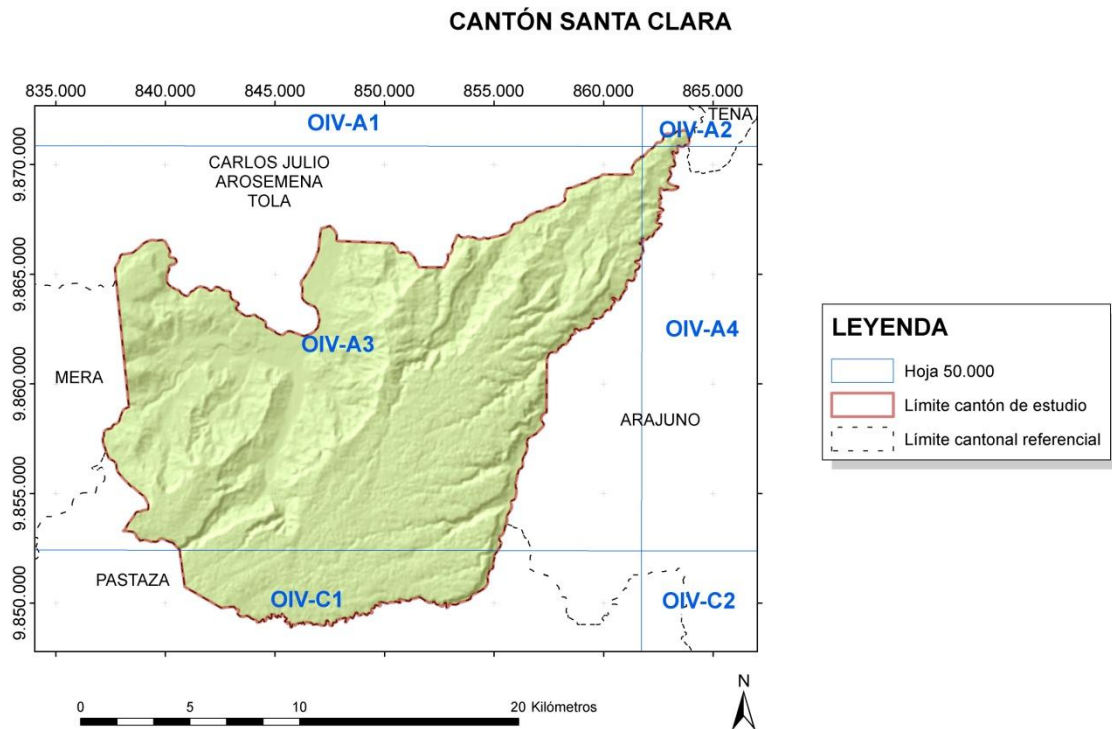 CANTÓN SANTA CLARA
835.000 840.000 845.000 850.000 855.000 860.000 865.000
TENA
OIV-A1
OIV-A2
9.870.000
CARLOS JULIO
AROSEMENA
TOLA
9.865.000
OIV-A3
OIV-A4
MERA
9.860.000
ARAJUNO
9.855.000
PASTAZA
9.850.000
OIV-C1
OIV-C2
LEYENDA
Hoja 50.000
Límite cantón de estudio
Límite cantonal referencial
0 5 10 20 Kilómetros
N